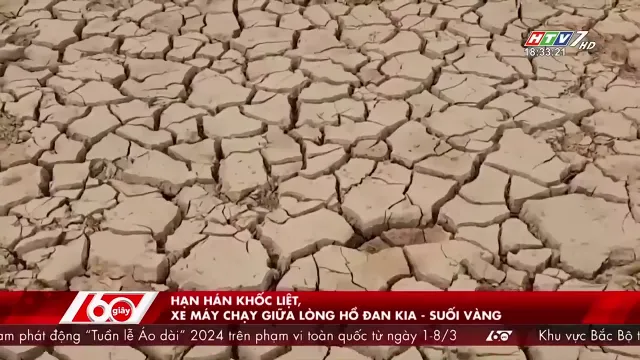 HTV7 HD
18:33:21
60 giây
HẠN HÁN KHỐC LIỆT,
XE MÁY CHẠY GIỮA LÒNG HỒ ĐAN KIA - SUỐI VÀNG
am phát động “Tuần lễ Áo dài” 2024 trên phạm vi toàn quốc từ ngày 1-8/3 60 Khu vực Bắc Bộ t